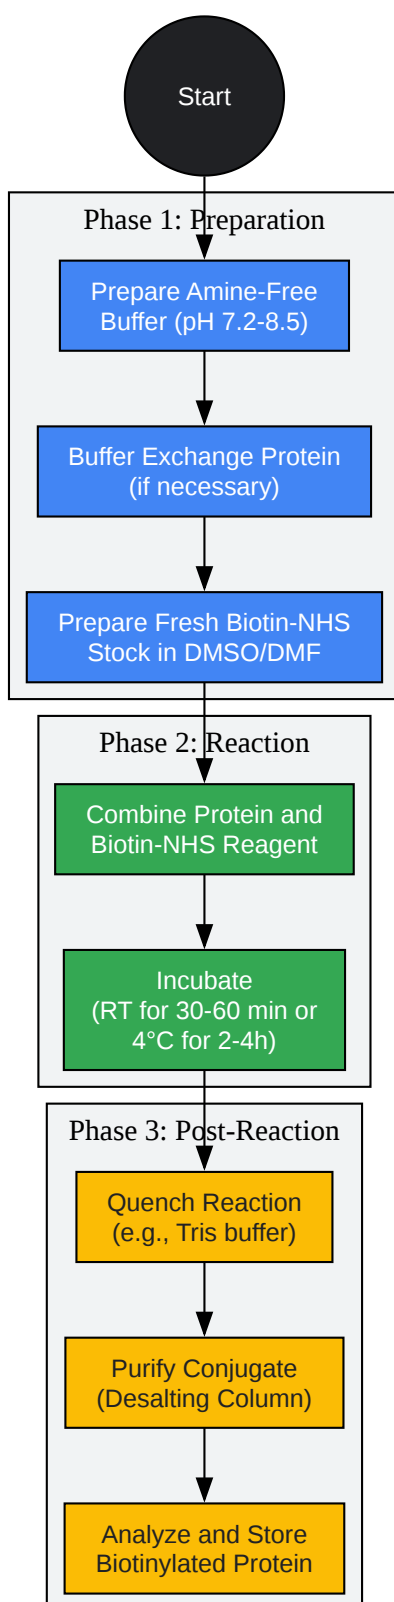 Start
Phase 1: Preparation
Prepare Amine-Free
Buffer (pH 7.2-8.5)
Buffer Exchange Protein
(if necessary)
Prepare Fresh Biotin-NHS
Stock in DMSO/DMF
Phase 2: Reaction
Combine Protein and
Biotin-NHS Reagent
Incubate
(RT for 30-60 min or
4°C for 2-4h)
Phase 3: Post-Reaction
Quench Reaction
(e.g., Tris buffer)
Purify Conjugate
(Desalting Column)
Analyze and Store
Biotinylated Protein